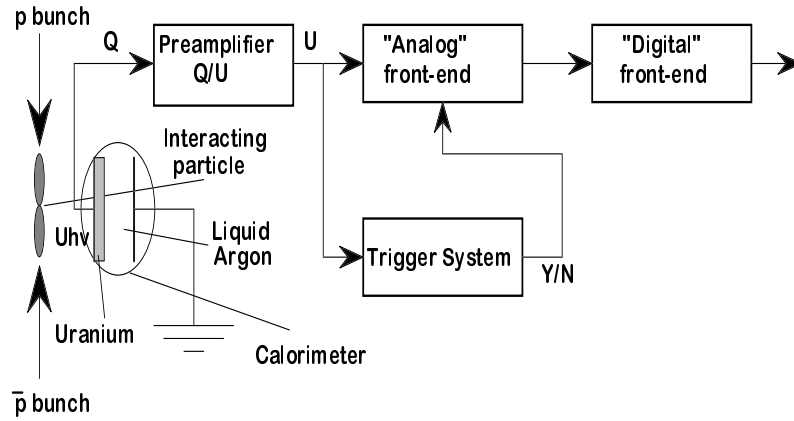 p bunch
Q
Preamplifier
Q/U
U
"Analog"
front-end
"Digital"
front-end
Interacting
particle
Uhv
Liquid
Argon
Trigger System
Y/N
Uranium
Calorimeter
p̅ bunch